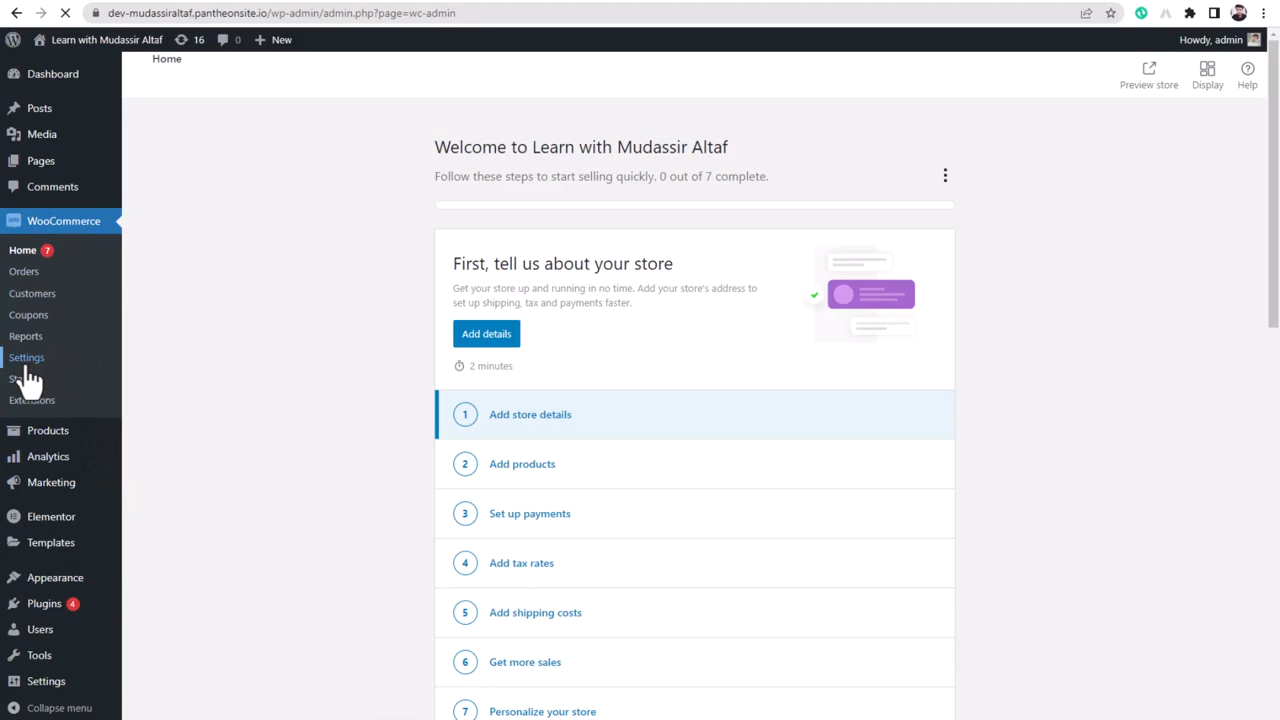 dev-mudassiraltaf.pantheonsite.io/wp-admin/admin.php?page=wc-admin
Learn with Mudassir Altaf 16 0 New Howdy, admin
Home
Preview store Display Help
Dashboard
Posts
Media
Pages
Comments
WooCommerce
Home 7
Orders
Customers
Coupons
Reports
Settings
Extensions
Products
Analytics
Marketing
Elementor
Templates
Appearance
Plugins 4
Users
Tools
Settings
Collapse menu
Welcome to Learn with Mudassir Altaf
Follow these steps to start selling quickly. 0 out of 7 complete.
First, tell us about your store
Get your store up and running in no time. Add your store's address to
set up shipping, tax and payments faster.
Add details
2 minutes
1 Add store details
2 Add products
3 Set up payments
4 Add tax rates
5 Add shipping costs
6 Get more sales
7 Personalize your store